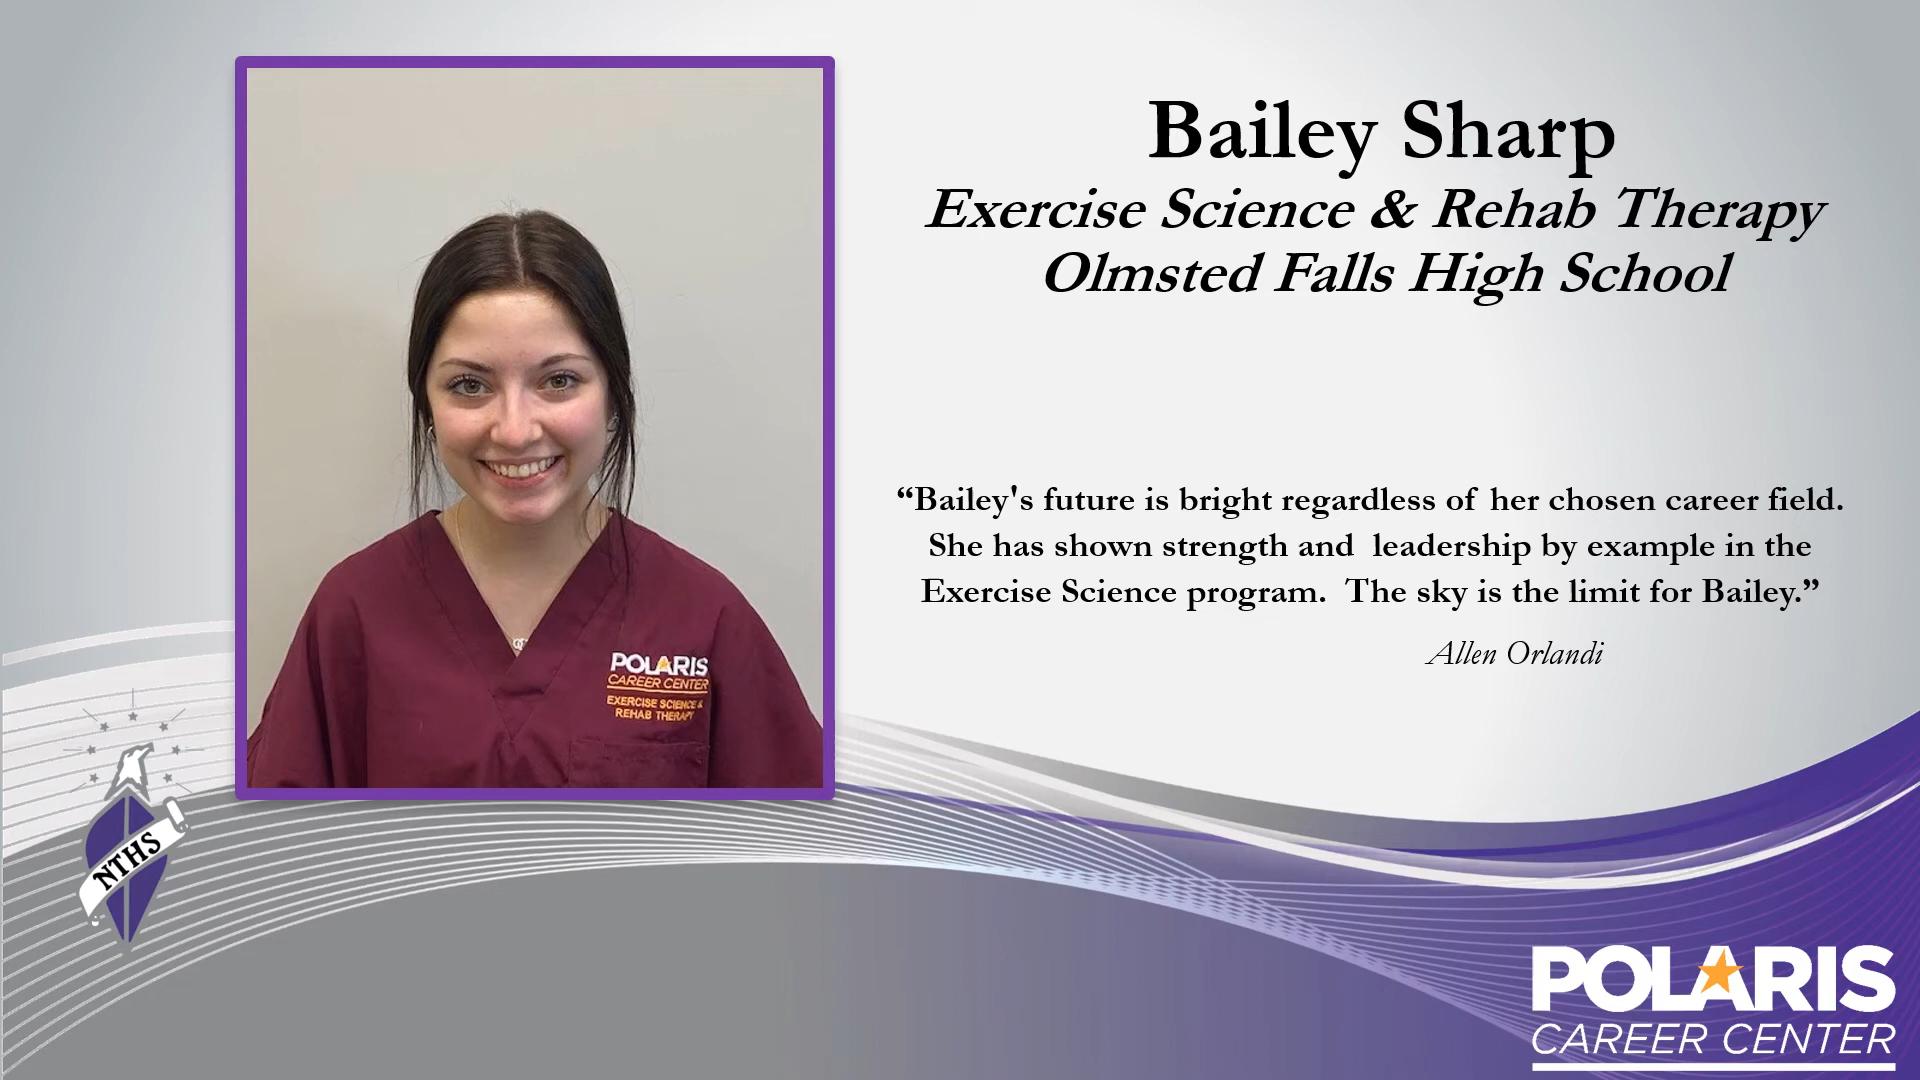 Bailey Sharp
Exercise Science & Rehab Therapy
Olmsted Falls High School
“Bailey's future is bright regardless of her chosen career field.
She has shown strength and leadership by example in the
Exercise Science program. The sky is the limit for Bailey.”
Allen Orlandi
POLARIS
CAREER CENTER
EXERCISE SCIENCE &
REHAB THERAPY
NTHS
POLARIS
CAREER CENTER